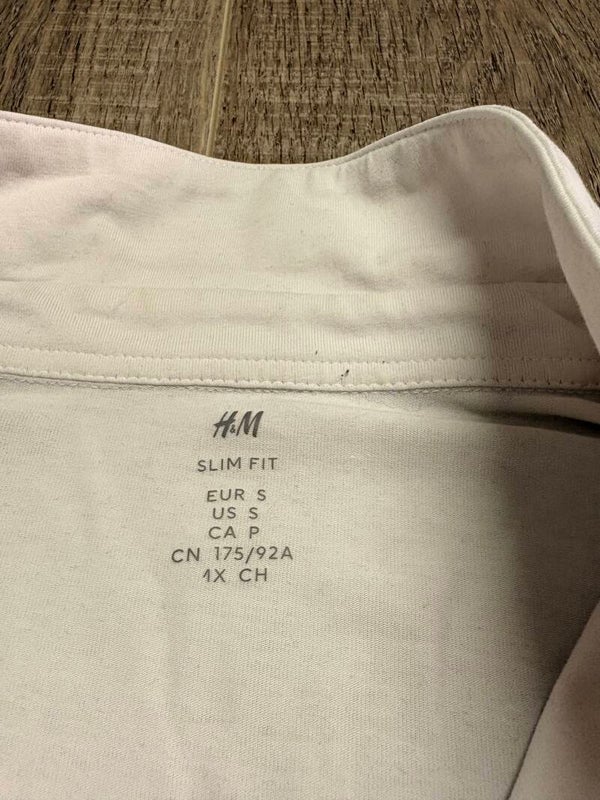 H&M
SLIM FIT
EUR S
US S
CA P
CN 175/92A
MX CH